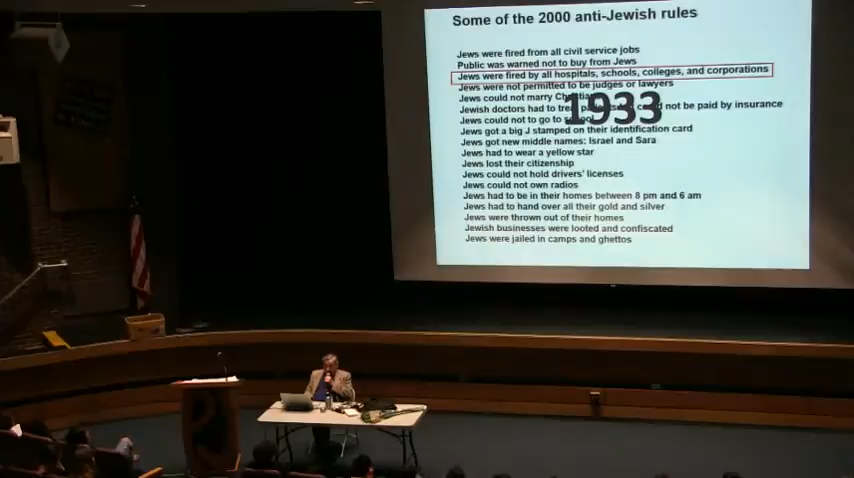 Some of the 2000 anti-Jewish rules
Jews were fired from all civil service jobs
Public was warned not to buy from Jews
Jews were fired by all hospitals, schools, colleges, and corporations
Jews were not permitted to be judges or lawyers
Jews could not marry
1933
Jewish doctors had to not be paid by insurance
Jews could not to go to
Jews got a big J stamped on their identification card
Jews got new middle names: Israel and Sara
Jews had to wear a yellow star
Jews lost their citizenship
Jews could not hold drivers' licenses
Jews could not own radios
Jews had to be in their homes between 8 pm and 6 am
Jews had to hand over all their gold and silver
Jews were thrown out of their homes
Jewish businesses were looted and confiscated
Jews were jailed in camps and ghettos